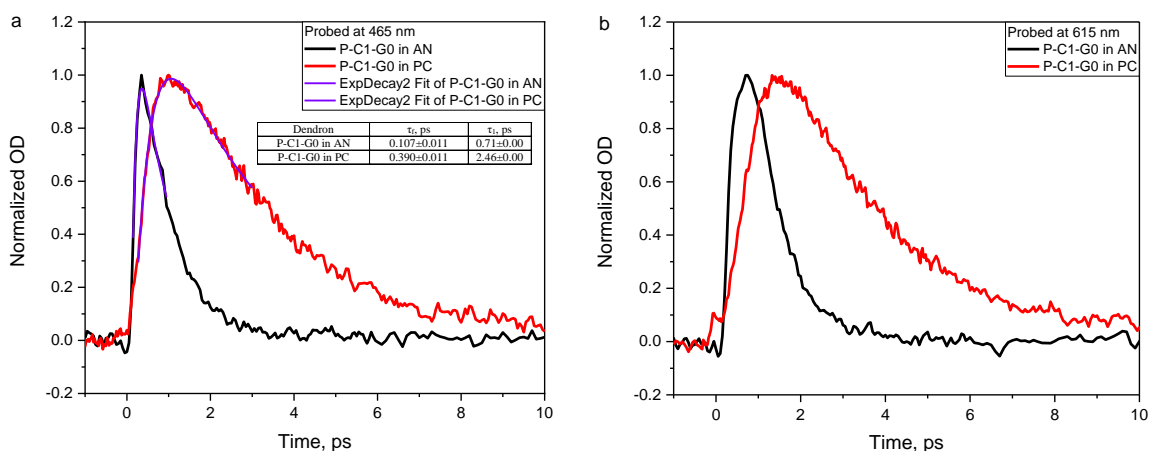 a
Probed at 465 nm
P-C1-G0 in AN
P-C1-G0 in PC
ExpDecay2 Fit of P-C1-G0 in AN
ExpDecay2 Fit of P-C1-G0 in PC
Dendron τf, ps τ1, ps
P-C1-G0 in AN 0.107±0.011 0.71±0.00
P-C1-G0 in PC 0.390±0.011 2.46±0.00
Normalized OD
1.2
1.0
0.8
0.6
0.4
0.2
0.0
-0.2
0 2 4 6 8 10
Time, ps
b
Probed at 615 nm
P-C1-G0 in AN
P-C1-G0 in PC
Normalized OD
1.2
1.0
0.8
0.6
0.4
0.2
0.0
-0.2
0 2 4 6 8 10
Time, ps